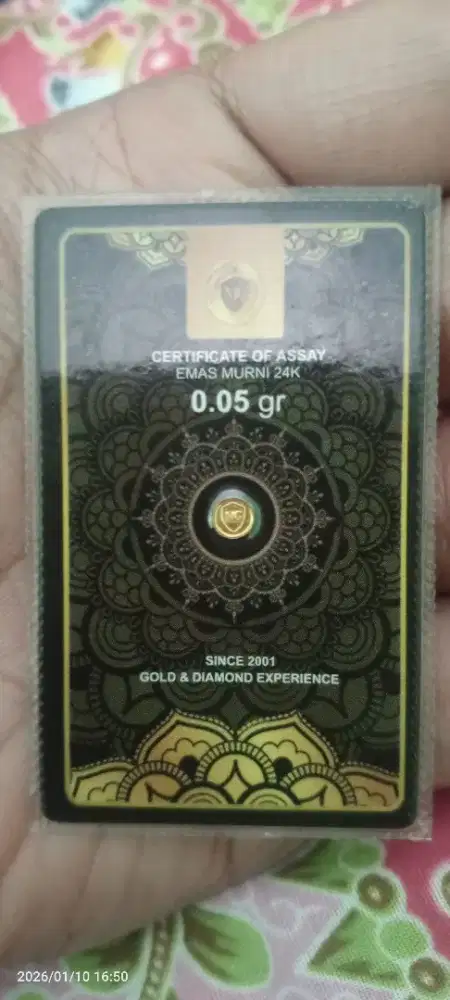 CERTIFICATE OF ASSAY
EMAS MURNI 24K
0.05 gr
SINCE 2001
GOLD & DIAMOND EXPERIENCE
2026/01/10 16:50